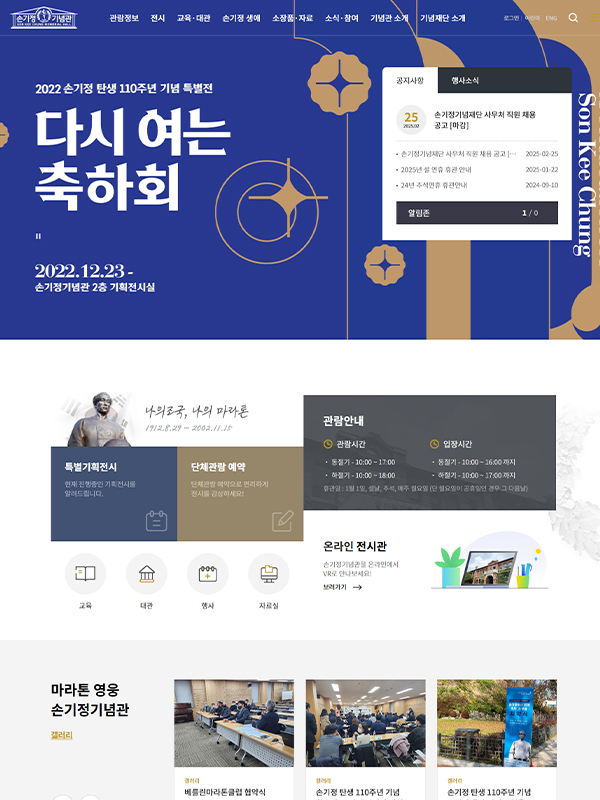 손기정 기념관
SON KEE CHUNG MEMORIAL HALL
관람정보 전시 교육·대관 손기정 생애 소장품·자료 소식·참여 기념관 소개 기념재단 소개
로그인 어린이 ENG
2022 손기정 탄생 110주년 기념 특별전
다시 여는
축하회
2022.12.23 -
손기정기념관 2층 기획전시실
공지사항 행사소식
25
2025.02
손기정기념재단 사무처 직원 채용
공고 [마감]
손기정기념재단 사무처 직원 채용 공고 [… 2025-02-25
2025년 설 연휴 휴관 안내 2025-01-22
24년 추석연휴 휴관안내 2024-09-10
알림존 1 / 0
Son Kee Chung
나의조국, 나의 마라톤
1912.8.29 ~ 2002.11.15
특별기획전시
현재 진행중인 기획전시를
알려드립니다.
단체관람 예약
단체관람 예약으로 편리하게
전시를 감상하세요!
관람안내
관람시간
동절기 - 10:00 ~ 17:00
하절기 - 10:00 ~ 18:00
입장시간
동절기 - 10:00 ~ 16:00 까지
하절기 - 10:00 ~ 17:00 까지
휴관일 : 1월 1일, 설날, 추석, 매주 월요일 (단 월요일이 공휴일인 경우 그 다음날)
교육
대관
행사
자료실
온라인 전시관
손기정기념관을 온라인에서
VR로 만나보세요!
보러가기
마라톤 영웅
손기정기념관
갤러리
갤러리
베를린마라톤클럽 협약식
갤러리
손기정 탄생 110주년 기념
갤러리
손기정 탄생 110주년 기념